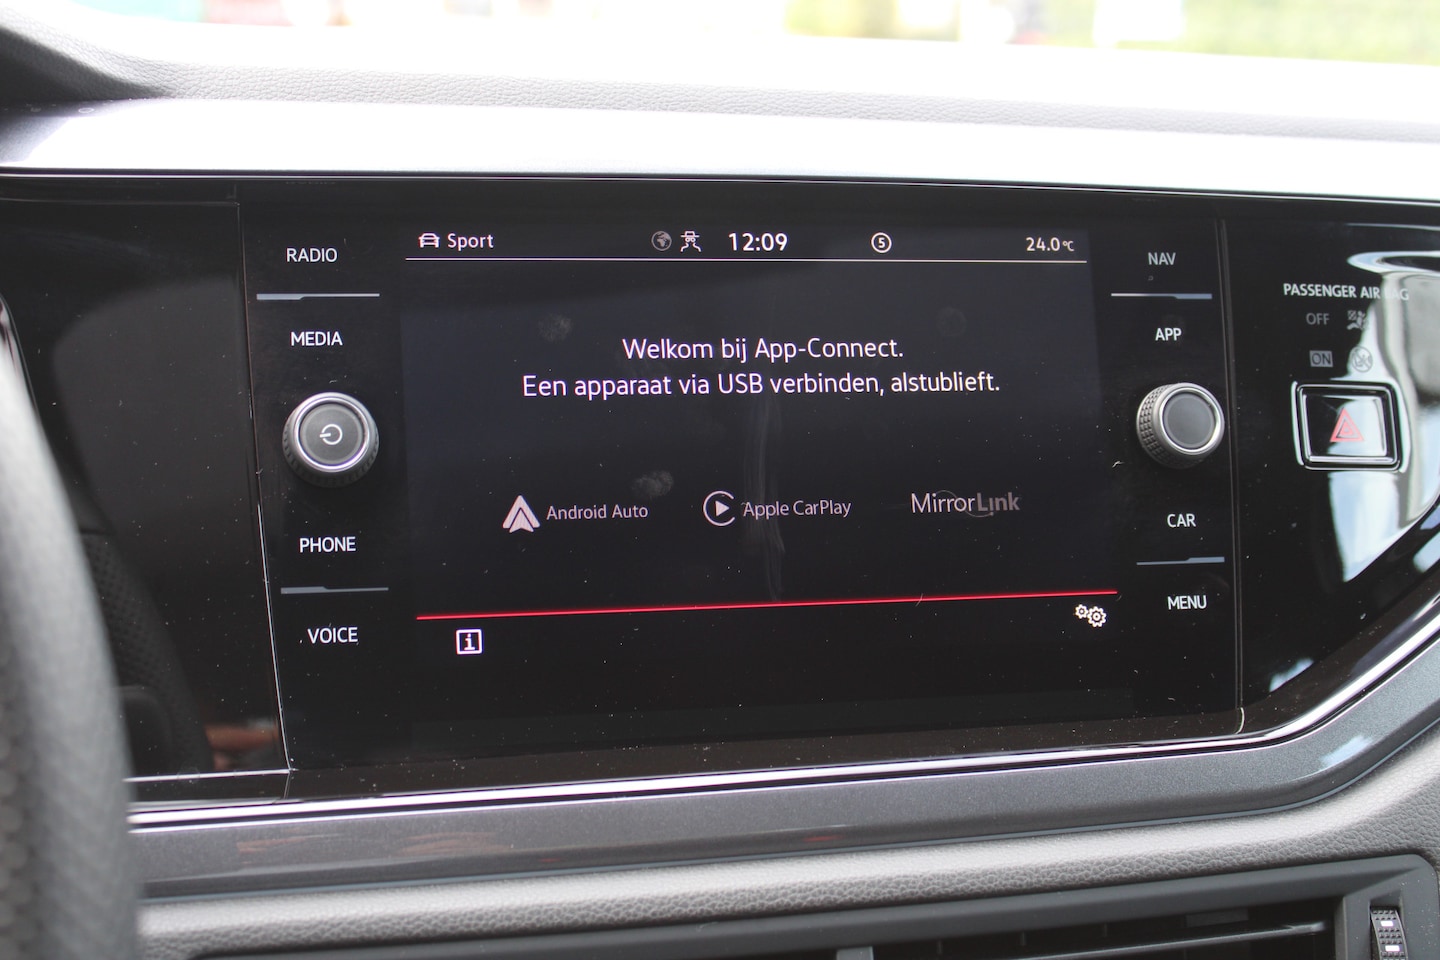 Sport
12:09
5
24.0°C
RADIO
MEDIA
PHONE
VOICE
Welkom bij App-Connect.
Een apparaat via USB verbinden, alstublieft.
Android Auto
Apple CarPlay
MirrorLink
i
NAV
APP
CAR
MENU
PASSENGER AIR BAG
OFF
ON